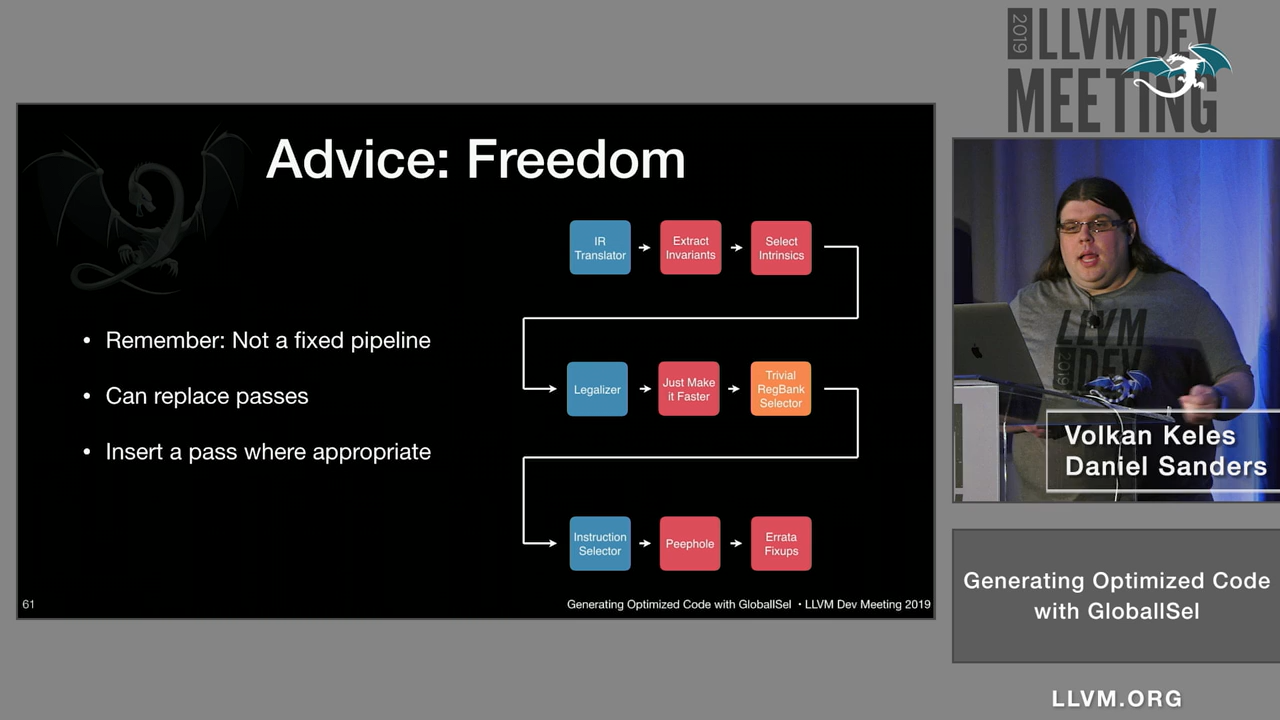 2019 LLVM DEV
MEETING
Advice: Freedom
IR
Translator
Extract
Invariants
Select
Intrinsics
• Remember: Not a fixed pipeline
• Can replace passes
• Insert a pass where appropriate
Legalizer
Just Make
it Faster
Trivial
RegBank
Selector
Instruction
Selector
Peephole
Errata
Fixups
61
Generating Optimized Code with GlobalISel • LLVM Dev Meeting 2019
LLVM
DEV
2019
Volkan Keles
Daniel Sanders
Generating Optimized Code
with GlobalISel
LLVM.ORG